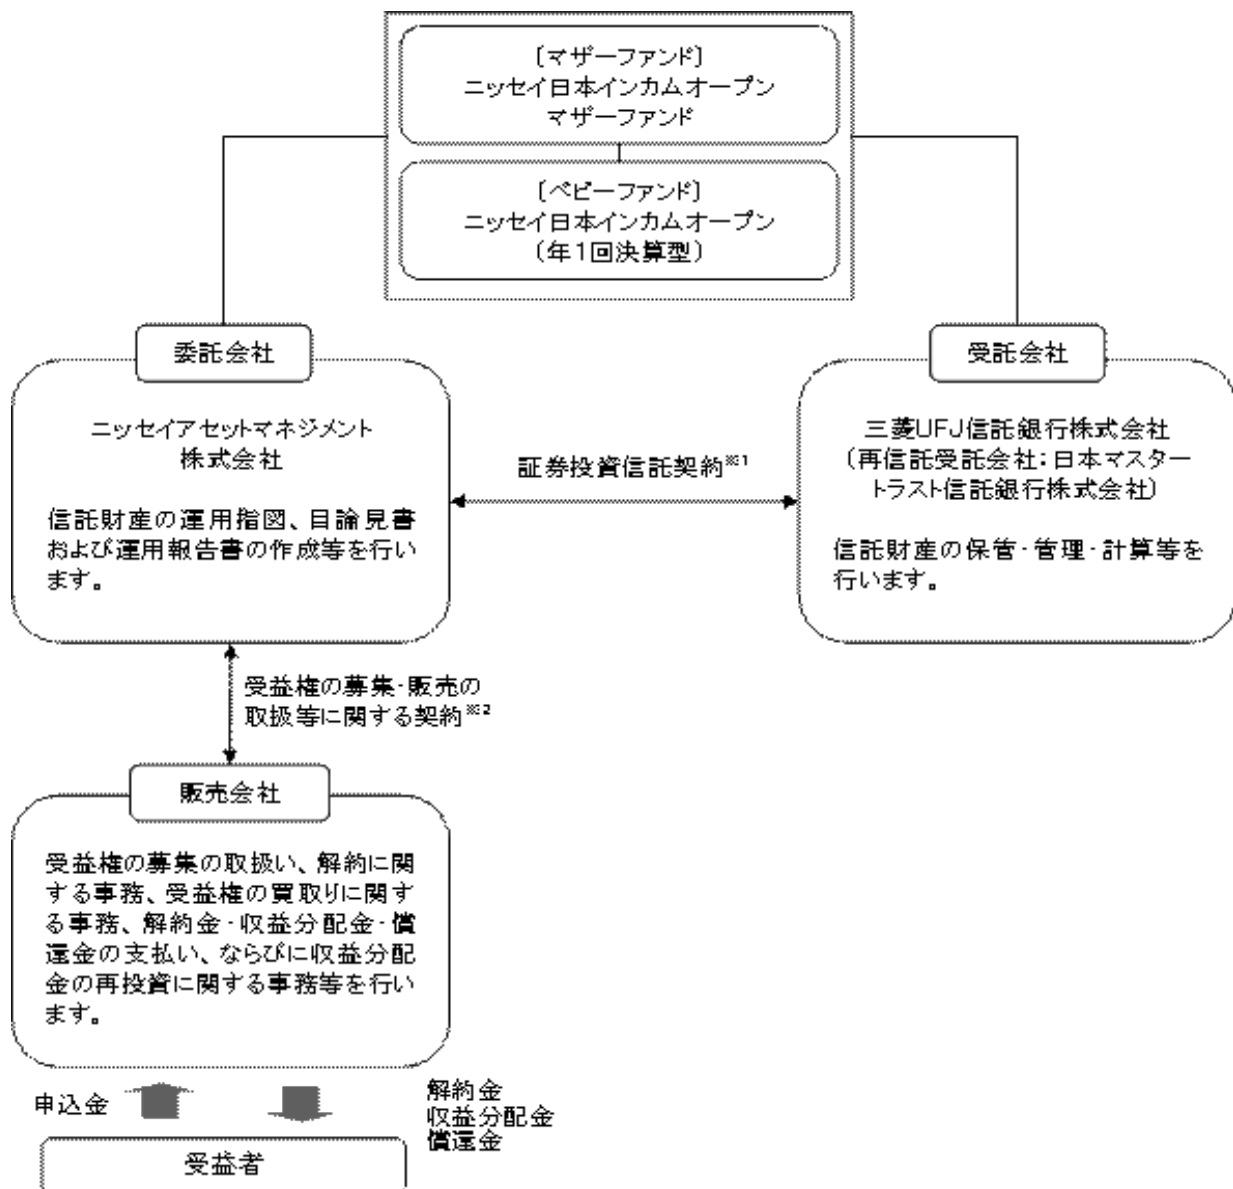 〔マザーファンド〕
ニッセイ日本インカムオープン
マザーファンド
〔ベビーファンド〕
ニッセイ日本インカムオープン
（年1回決算型）
委託会社
ニッセイアセットマネジメント
株式会社
信託財産の運用指図、目論見書
および運用報告書の作成等を行い
ます。
証券投資信託契約※1
受託会社
三菱UFJ信託銀行株式会社
（再信託受託会社：日本マスター
トラスト信託銀行株式会社）
信託財産の保管・管理・計算等を
行います。
受益権の募集・販売の
取扱等に関する契約※2
販売会社
受益権の募集の取扱い、解約に関
する事務、受益権の買取りに関す
る事務、解約金・収益分配金・償
還金の支払い、ならびに収益分配
金の再投資に関する事務等を行い
ます。
申込金
解約金
収益分配金
償還金
受益者